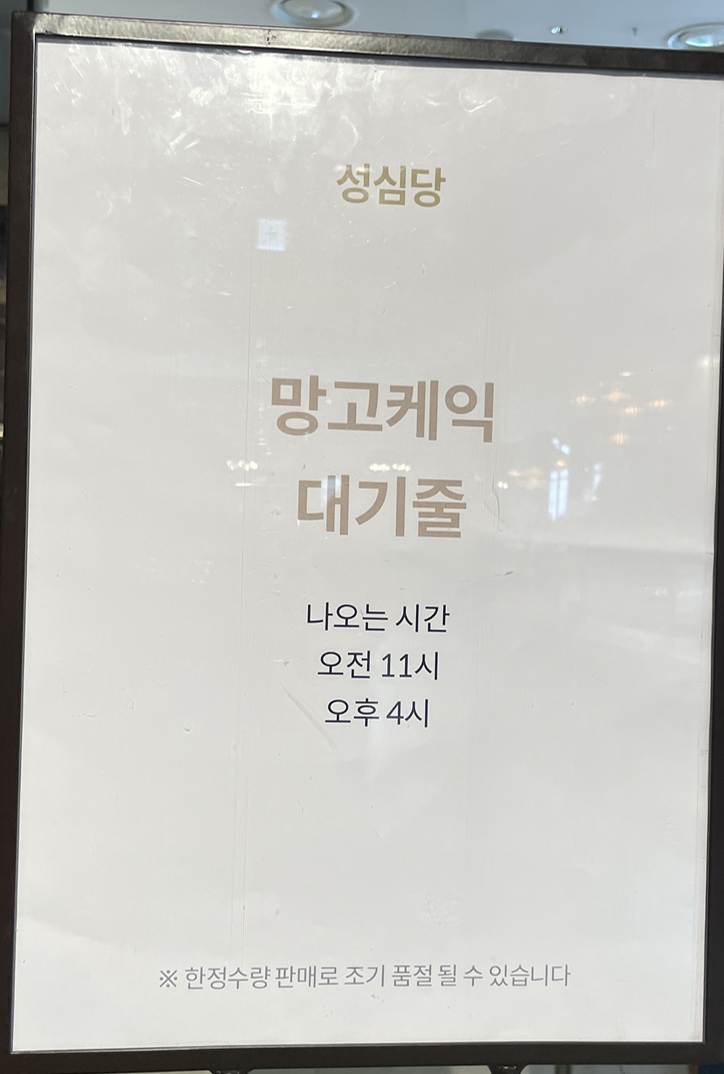 성심당
망고케익
대기줄
나오는 시간
오전 11시
오후 4시
※ 한정수량 판매로 조기 품절 될 수 있습니다